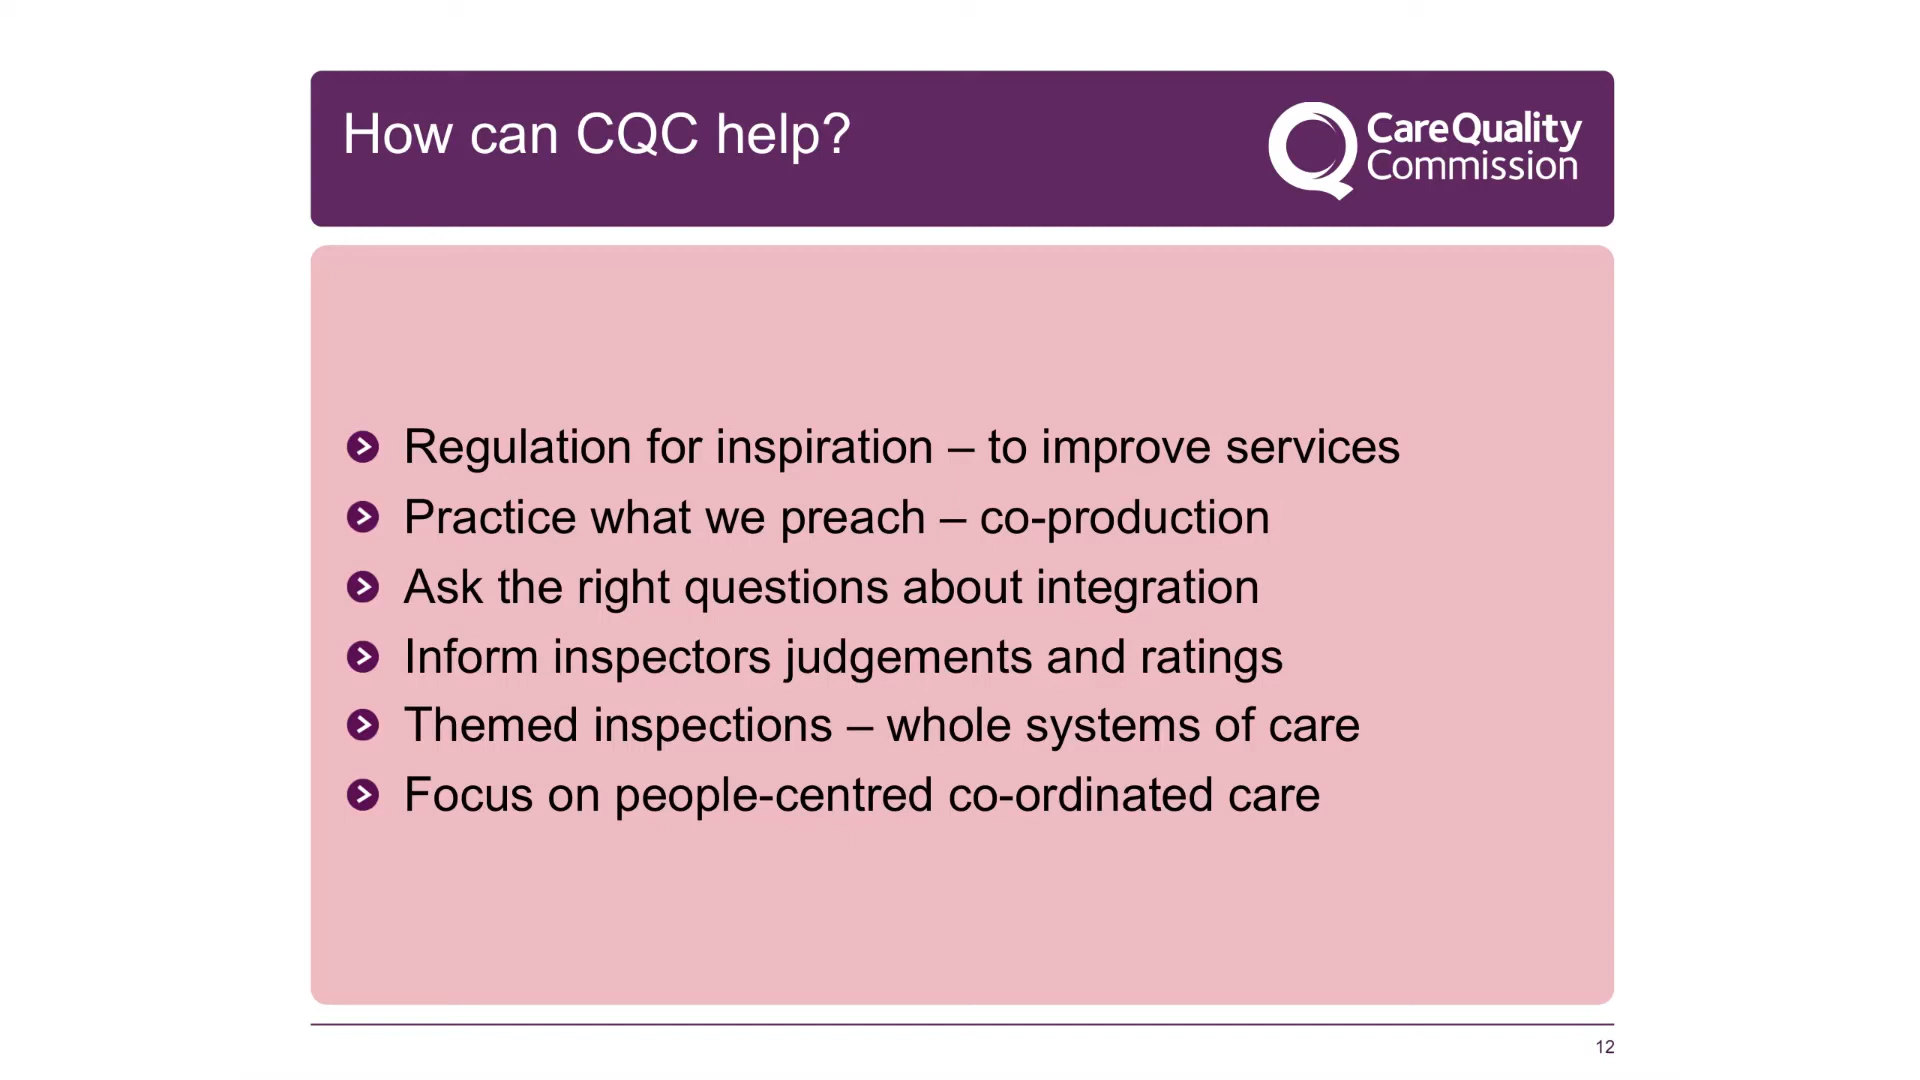 How can CQC help?
CareQuality
Commission
Regulation for inspiration – to improve services
Practice what we preach – co-production
Ask the right questions about integration
Inform inspectors judgements and ratings
Themed inspections – whole systems of care
Focus on people-centred co-ordinated care
12